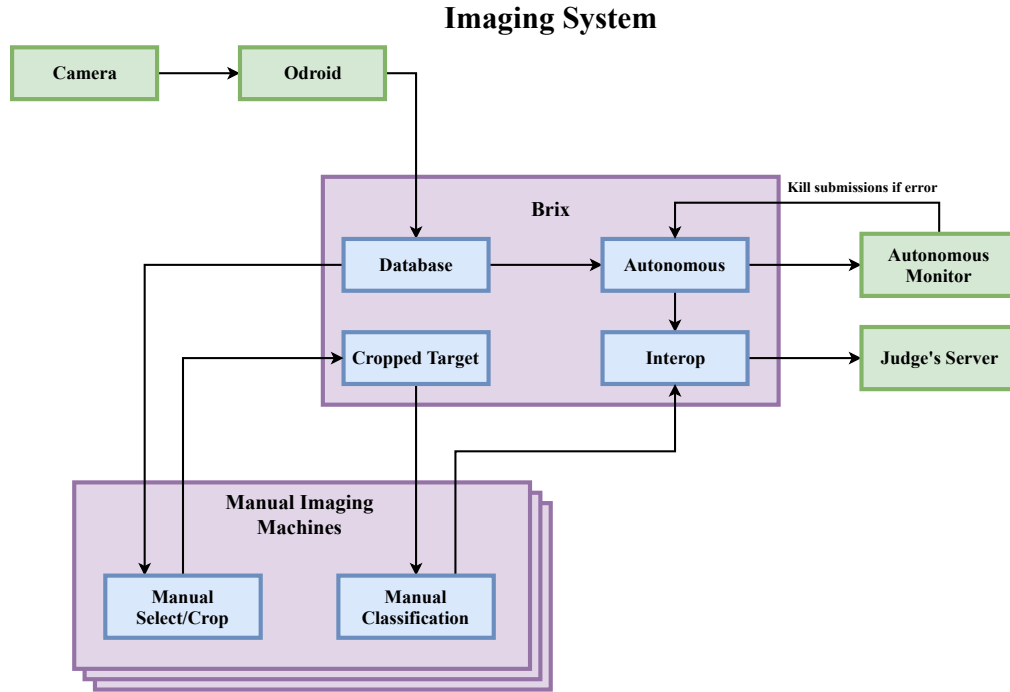 Imaging System
Camera
Odroid
Kill submissions if error
Brix
Database
Autonomous
Autonomous
Monitor
Cropped Target
Interop
Judge's Server
Manual Imaging
Machines
Manual
Select/Crop
Manual
Classification